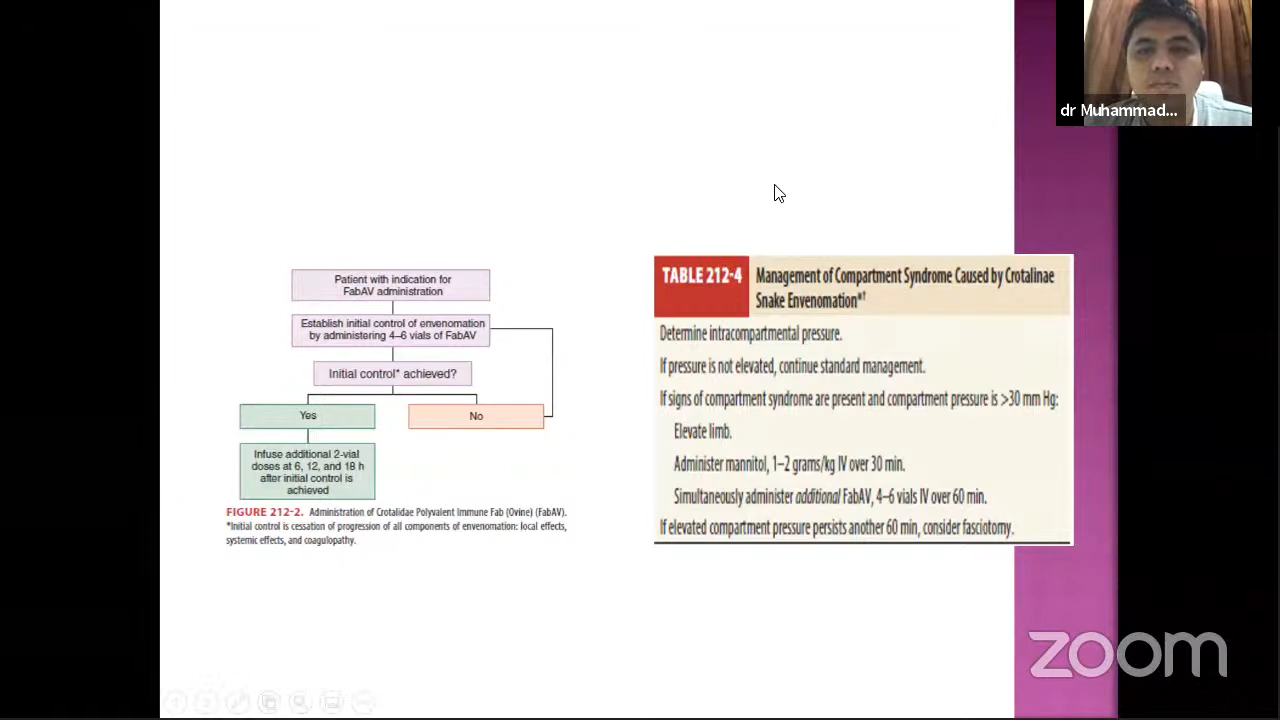 dr Muhammad...
Patient with indication for
FabAV administration
Establish initial control of envenomation
by administering 4–6 vials of FabAV
Initial control* achieved?
Yes
No
Infuse additional 2-vial
doses at 6, 12, and 18 h
after initial control is
achieved
FIGURE 212-2. Administration of Crotalidae Polyvalent Immune Fab (Ovine) (FabAV).
*Initial control is cessation of progression of all components of envenomation: local effects,
systemic effects, and coagulopathy.
TABLE 212-4 Management of Compartment Syndrome Caused by Crotalinae
Snake Envenomation*†
Determine intracompartmental pressure.
If pressure is not elevated, continue standard management.
If signs of compartment syndrome are present and compartment pressure is >30 mm Hg:
Elevate limb.
Administer mannitol, 1–2 grams/kg IV over 30 min.
Simultaneously administer additional FabAV, 4–6 vials IV over 60 min.
If elevated compartment pressure persists another 60 min, consider fasciotomy.
zoom